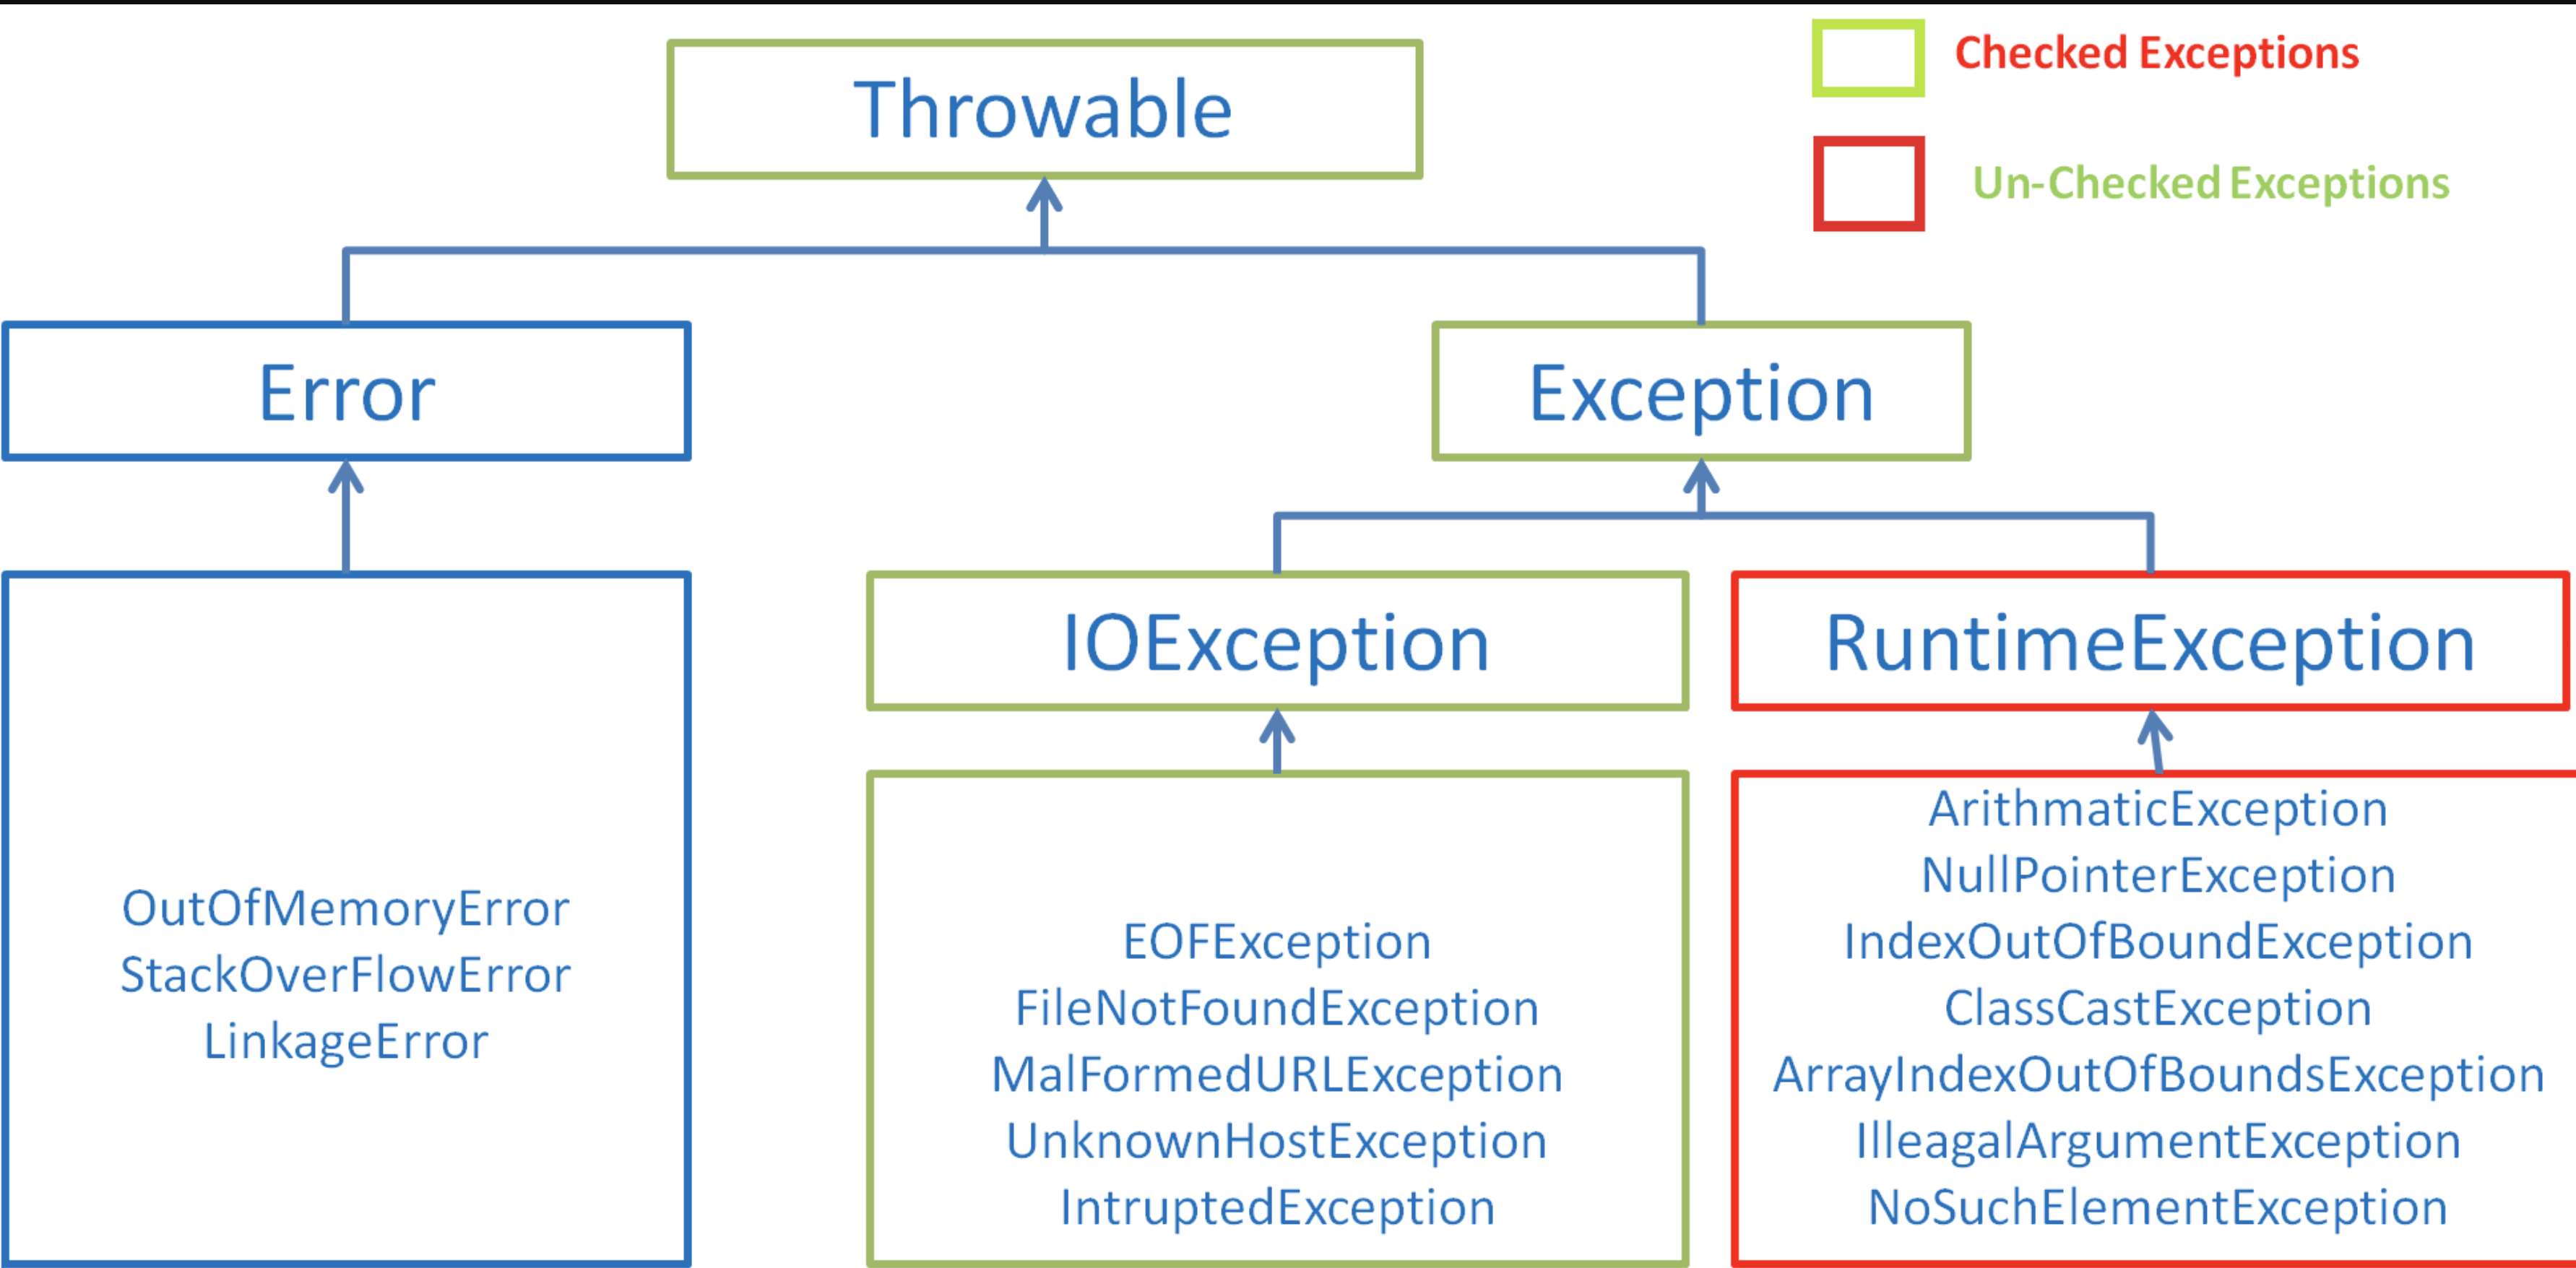 Throwable
Checked Exceptions
Un-Checked Exceptions
Error
Exception
IOException
RuntimeException
OutOfMemoryError
StackOverFlowError
LinkageError
EOFException
FileNotFoundException
MalFormedURLException
UnknownHostException
IntruptedException
ArithmaticException
NullPointerException
IndexOutOfBoundException
ClassCastException
ArrayIndexOutOfBoundsException
IlleagalArgumentException
NoSuchElementException